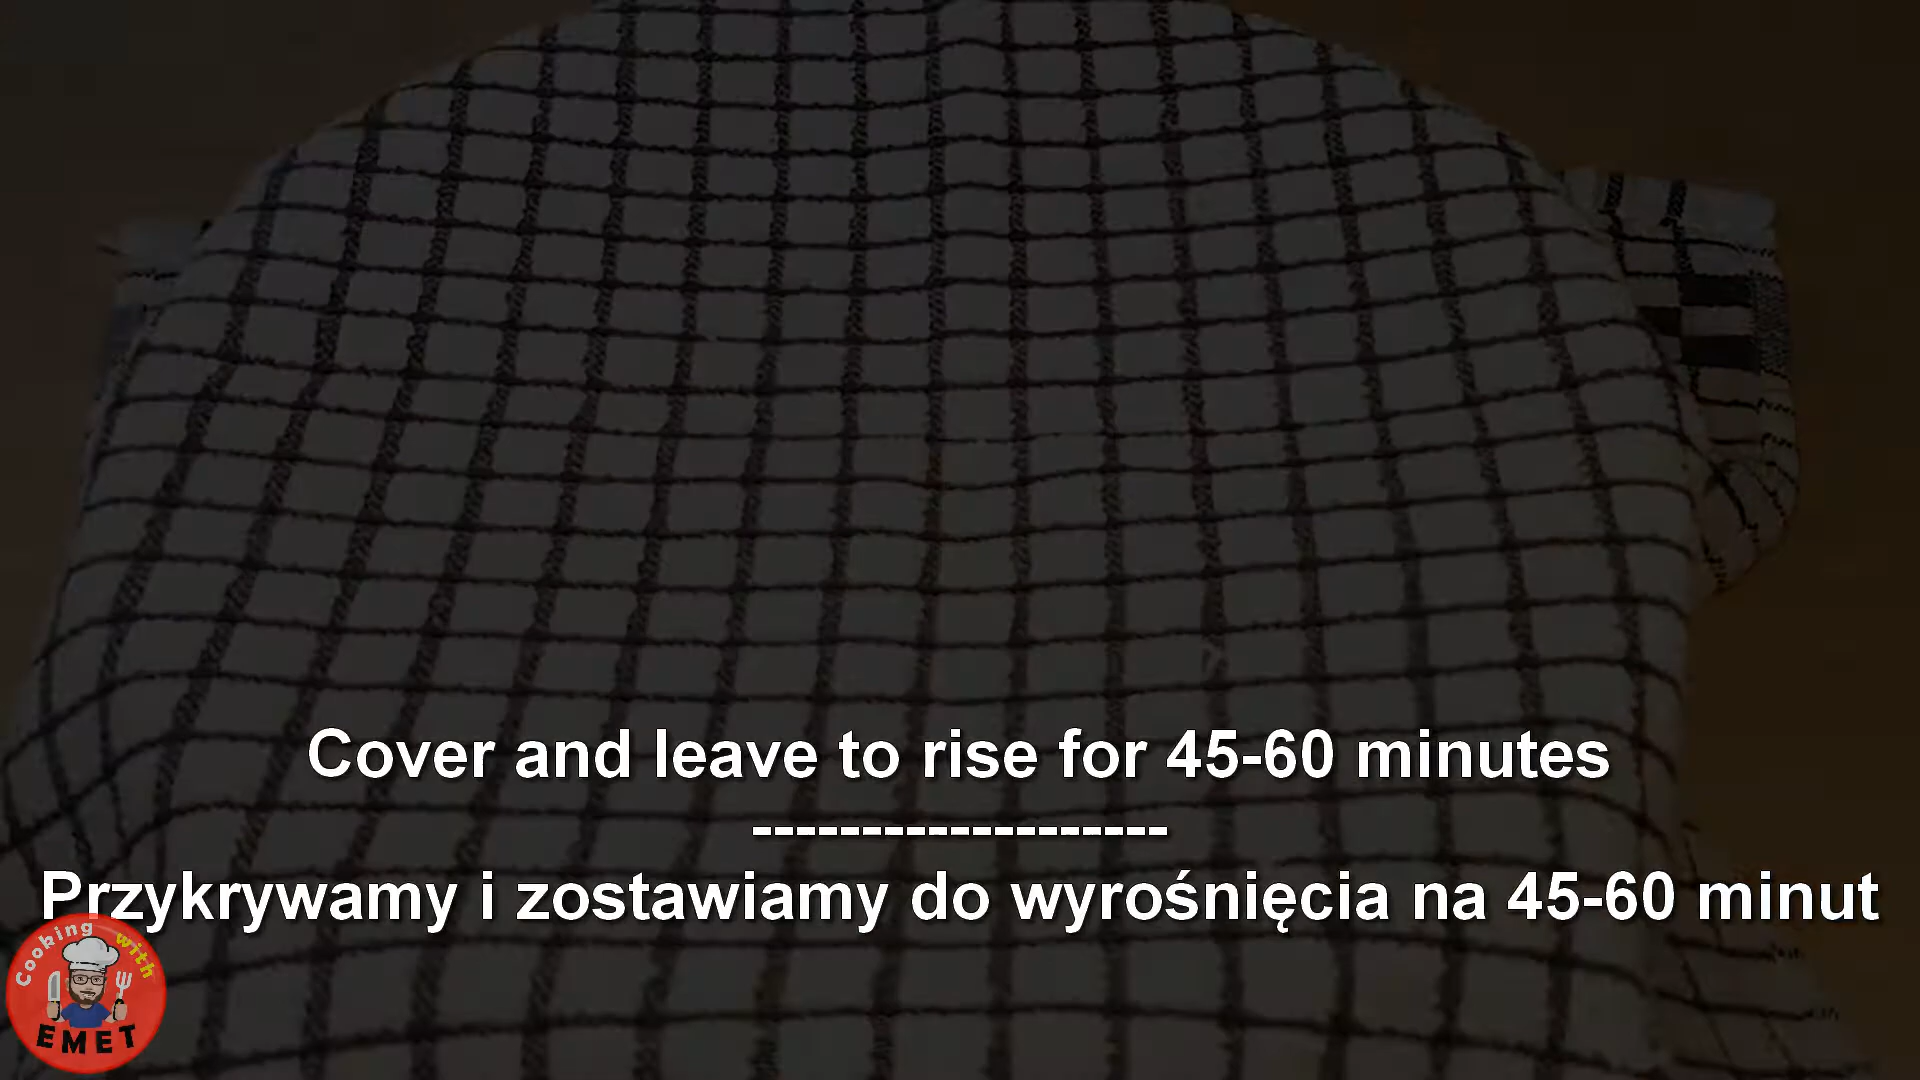 Cover and leave to rise for 45-60 minutes
-------------------
Przykrywamy i zostawiamy do wyrośnięcia na 45-60 minut
Cooking with
EMET